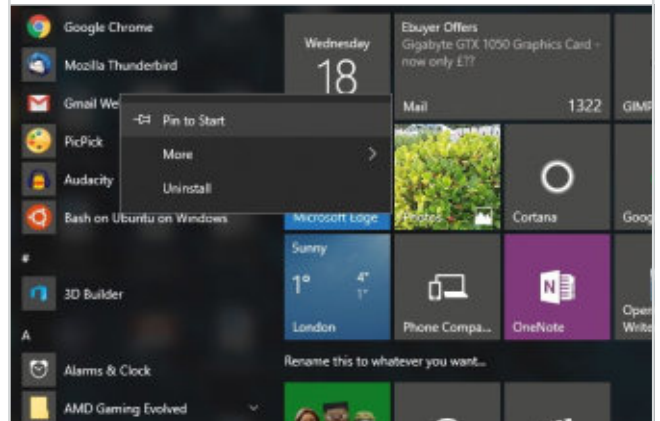 Google Chrome
Mozilla Thunderbird
Gmail We
PicPick
Audacity
Bash on Ubuntu on Windows
#
3D Builder
A
Alarms & Clock
AMD Gaming Evolved
Pin to Start
More
Uninstall
Wednesday
18
Ebuyer Offers
Gigabyte GTX 1050 Graphics Card -
now only £??
Mail 1322
GIMP
Microsoft Edge
Photos
Cortana
Goog
Sunny
1° 4°
1°
London
Phone Compa...
OneNote
Open
Write
Rename this to whatever you want...